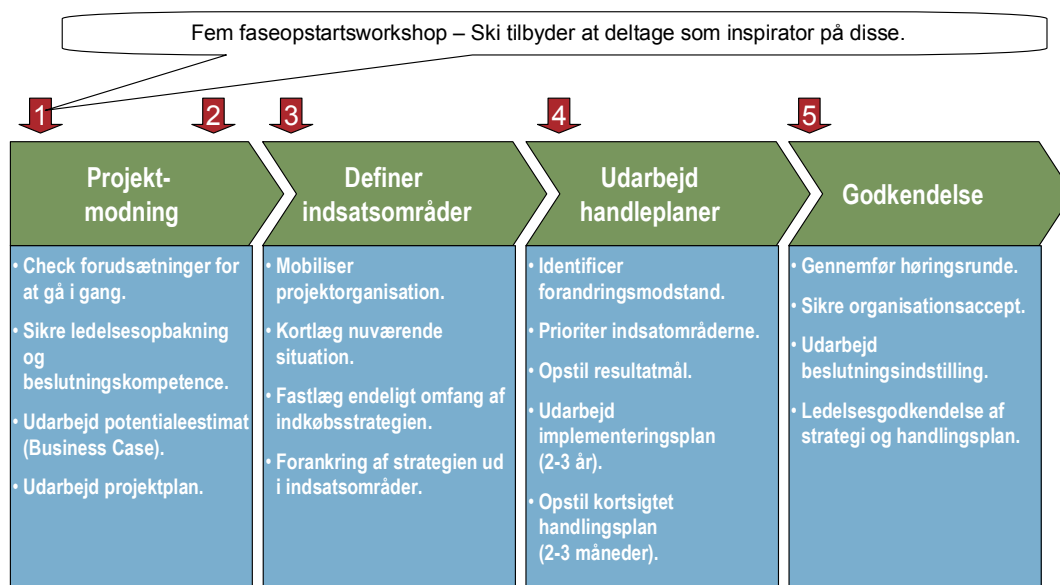 Fem faseopstartsworkshop – Ski tilbyder at deltage som inspirator på disse.
1
2
3
4
5
Projekt-
modning
• Check forudsætninger for
at gå i gang.
• Sikre ledelsesopbakning
og
beslutningskompetence.
• Udarbejd potentialeestimat
(Business Case).
• Udarbejd projektplan.
Definer
indsatsområder
• Mobiliser
projektorganisation.
• Kortlæg nuværende
situation.
• Fastlæg endeligt omfang af
indkøbsstrategien.
• Forankring af strategien ud
i indsatsområder.
Udarbejd
handleplaner
• Identificer
forandringsmodstand.
• Prioriter indsatområderne.
• Opstil resultatmål.
• Udarbejd
implementeringsplan
(2-3 år).
• Opstil kortsigtet
handlingsplan
(2-3 måneder).
Godkendelse
• Gennemfør høringsrunde.
• Sikre organisationsaccept.
• Udarbejd
beslutningsindstilling.
• Ledelsesgodkendelse af
strategi og handlingsplan.